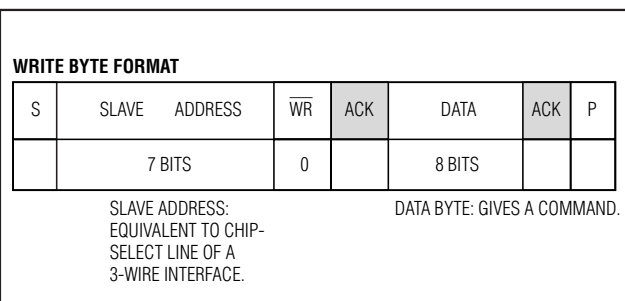 WRITE BYTE FORMAT
S SLAVE ADDRESS WR ACK DATA ACK P
7 BITS 0 8 BITS
SLAVE ADDRESS:
EQUIVALENT TO CHIP-
SELECT LINE OF A
3-WIRE INTERFACE.
DATA BYTE: GIVES A COMMAND.